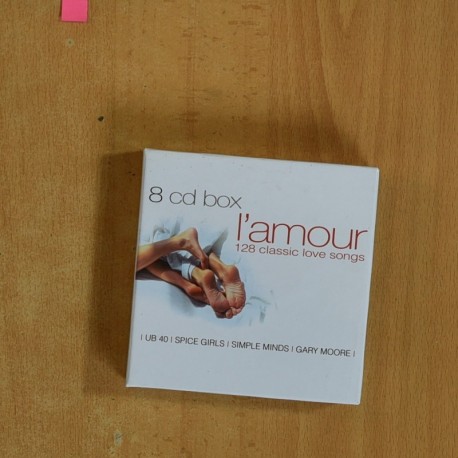 8 cd box
l'amour
128 classic love songs
| UB 40 | SPICE GIRLS | SIMPLE MINDS | GARY MOORE |